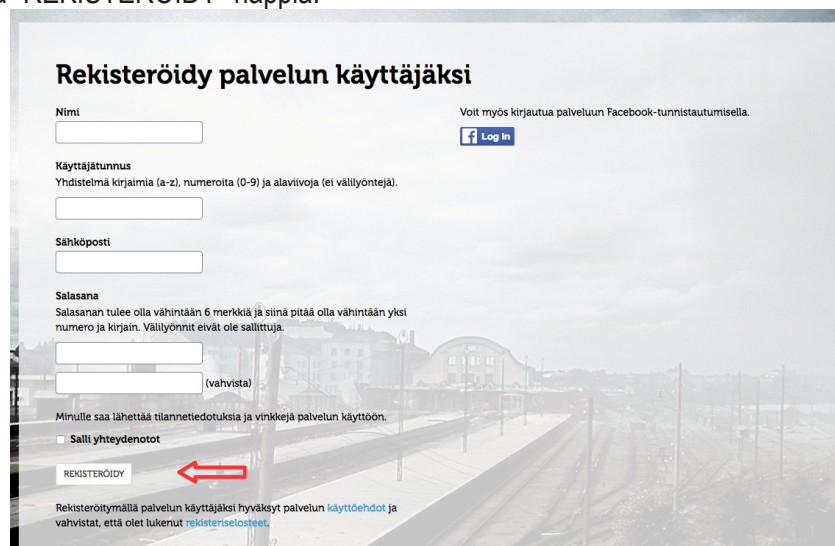 "REKISTERÖIDY"-nappia.
Rekisteröidy palvelun käyttäjäksi
Nimi
Käyttäjätunnus
Yhdistelmä kirjaimia (a-z), numeroita (0-9) ja alaviivoja (ei välilyöntejä).
Sähköposti
Salasana
Salasanan tulee olla vähintään 6 merkkiä ja siinä pitää olla vähintään yksi
numero ja kirjain. Välilyönnit eivät ole sallittuja.
(vahvista)
Minulle saa lähettää tilannetiedotuksia ja vinkkejä palvelun käyttöön.
Salli yhteydenotot
REKISTERÖIDY
Rekisteröitymällä palvelun käyttäjäksi hyväksyt palvelun käyttöehdot ja
vahvistat, että olet lukenut rekisteriselosteet.
Voit myös kirjautua palveluun Facebook-tunnistautumisella.
f Log In